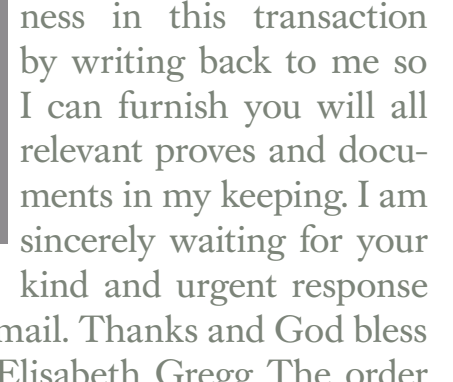 ness in this transaction
by writing back to me so
I can furnish you will all
relevant proves and docu-
ments in my keeping. I am
sincerely waiting for your
kind and urgent response
mail. Thanks and God bless
Elisabeth Gregg The order